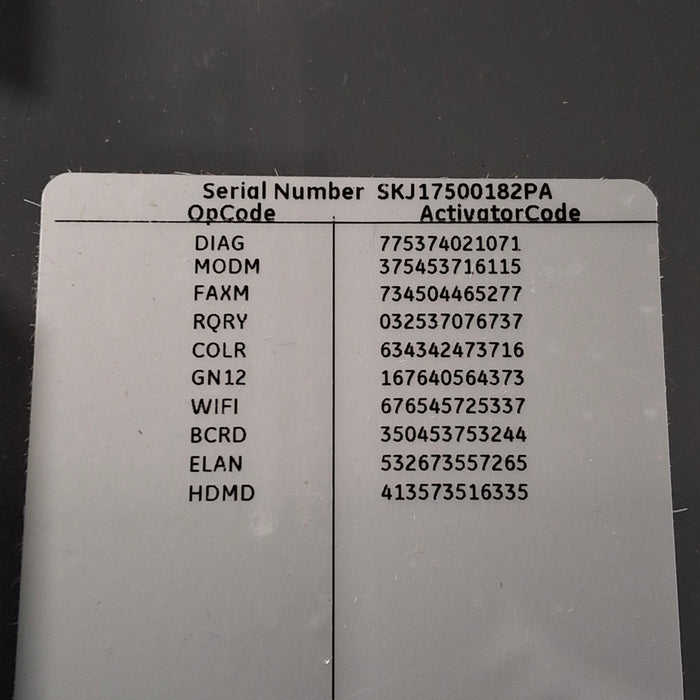 Serial Number SKJ17500182PA
OpCode ActivatorCode
DIAG 775374021071
MODM 375453716115
FAXM 734504465277
RQRY 032537076737
COLR 634342473716
GN12 167640564373
WIFI 676545725337
BCRD 350453753244
ELAN 532673557265
HDMD 413573516335